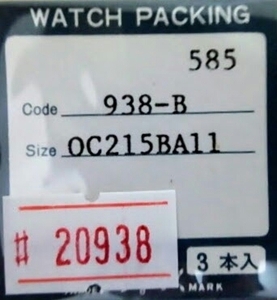 WATCH PACKING
585
Code 938-B
Size OC215BA11
# 20938
3本入
MARK